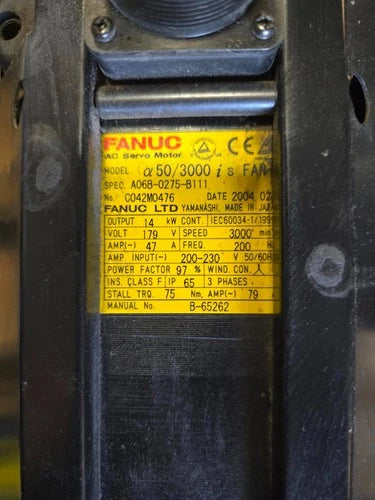 FANUC
AC Servo Motor
MODEL α50/3000 is FAN
SPEC. A06B-0275-B111
No. C042M0476 DATE 2004.02
FANUC LTD YAMANASHI, MADE IN JAPAN
OUTPUT 14 kW CONT. IEC60034-1/1999
VOLT 179 V SPEED 3000 min
AMP(~) 47 A FREQ. 200 H
AMP. INPUT(~) 200-230 V 50/60H
POWER FACTOR 97 % WIND. CON. 人
INS. CLASS F IP 65 3 PHASES
STALL TRQ. 75 Nm, AMP(~) 79 A
MANUAL No. B-65262